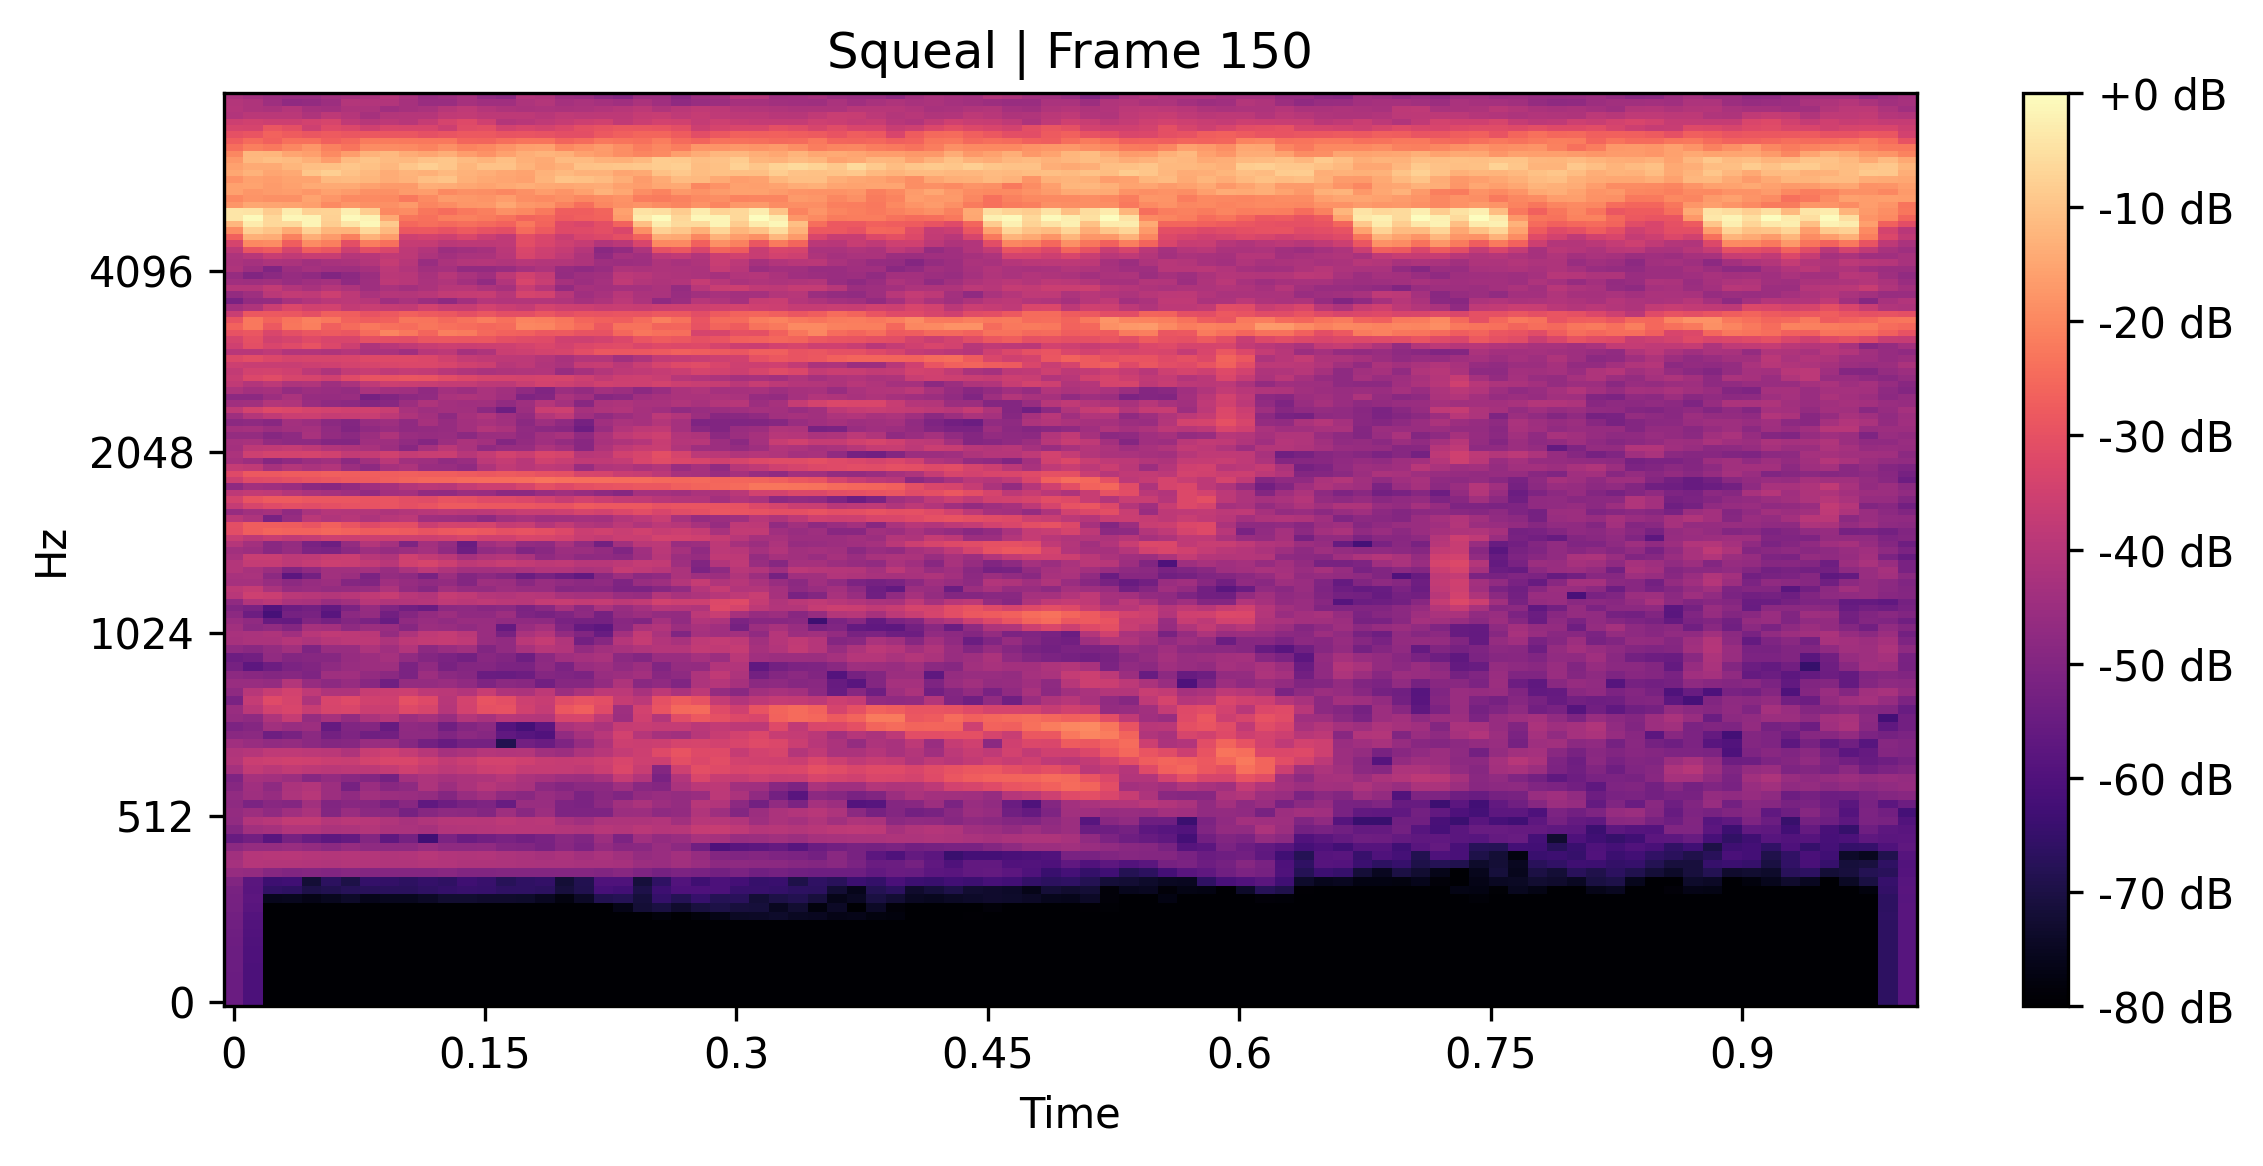 Squeal | Frame 150
Hz
4096
2048
1024
512
0
0 0.15 0.3 0.45 0.6 0.75 0.9
Time
+0 dB
-10 dB
-20 dB
-30 dB
-40 dB
-50 dB
-60 dB
-70 dB
-80 dB